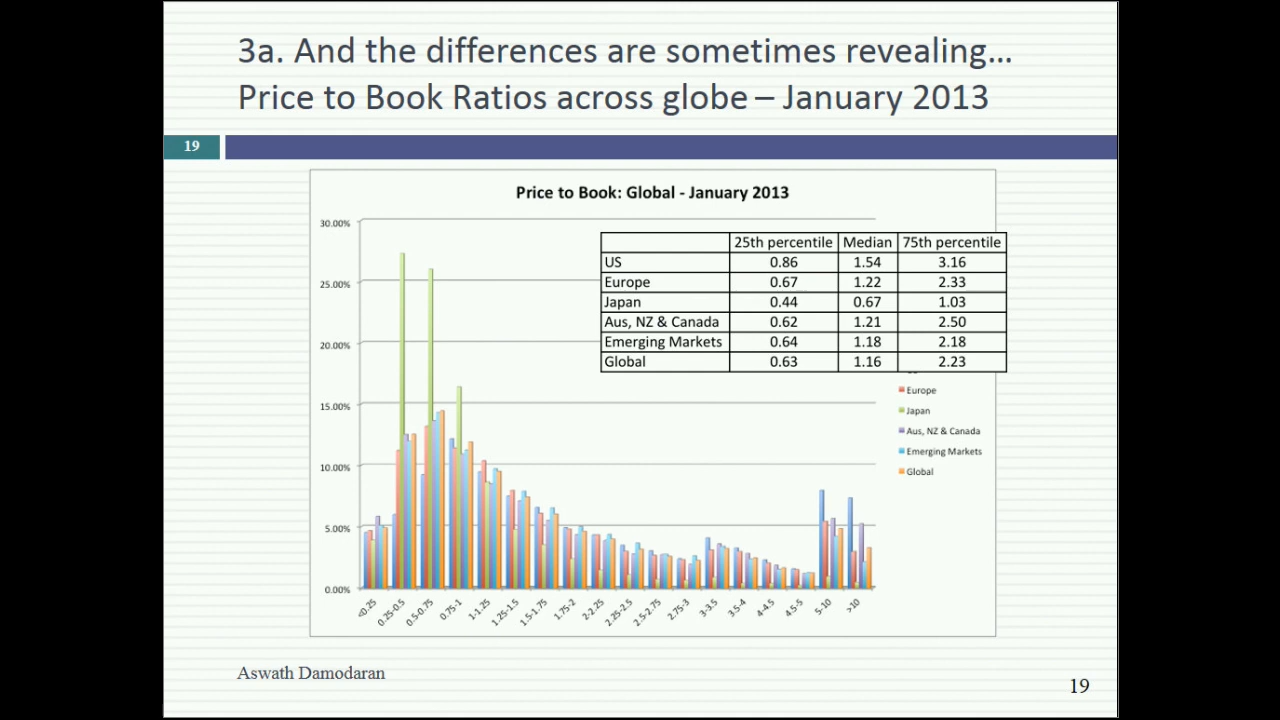 3a. And the differences are sometimes revealing…
Price to Book Ratios across globe – January 2013
19
Price to Book: Global - January 2013
30.00%
25.00%
20.00%
15.00%
10.00%
5.00%
0.00%
25th percentile Median 75th percentile
US 0.86 1.54 3.16
Europe 0.67 1.22 2.33
Japan 0.44 0.67 1.03
Aus, NZ & Canada 0.62 1.21 2.50
Emerging Markets 0.64 1.18 2.18
Global 0.63 1.16 2.23
Europe
Japan
Aus, NZ & Canada
Emerging Markets
Global
<0.25 0.25-0.5 0.5-0.75 0.75-1 1-1.25 1.25-1.5 1.5-1.75 1.75-2 2-2.25 2.25-2.5 2.5-2.75 2.75-3 3-3.5 3.5-4 4-4.5 4.5-5 5-10 >10
Aswath Damodaran
19